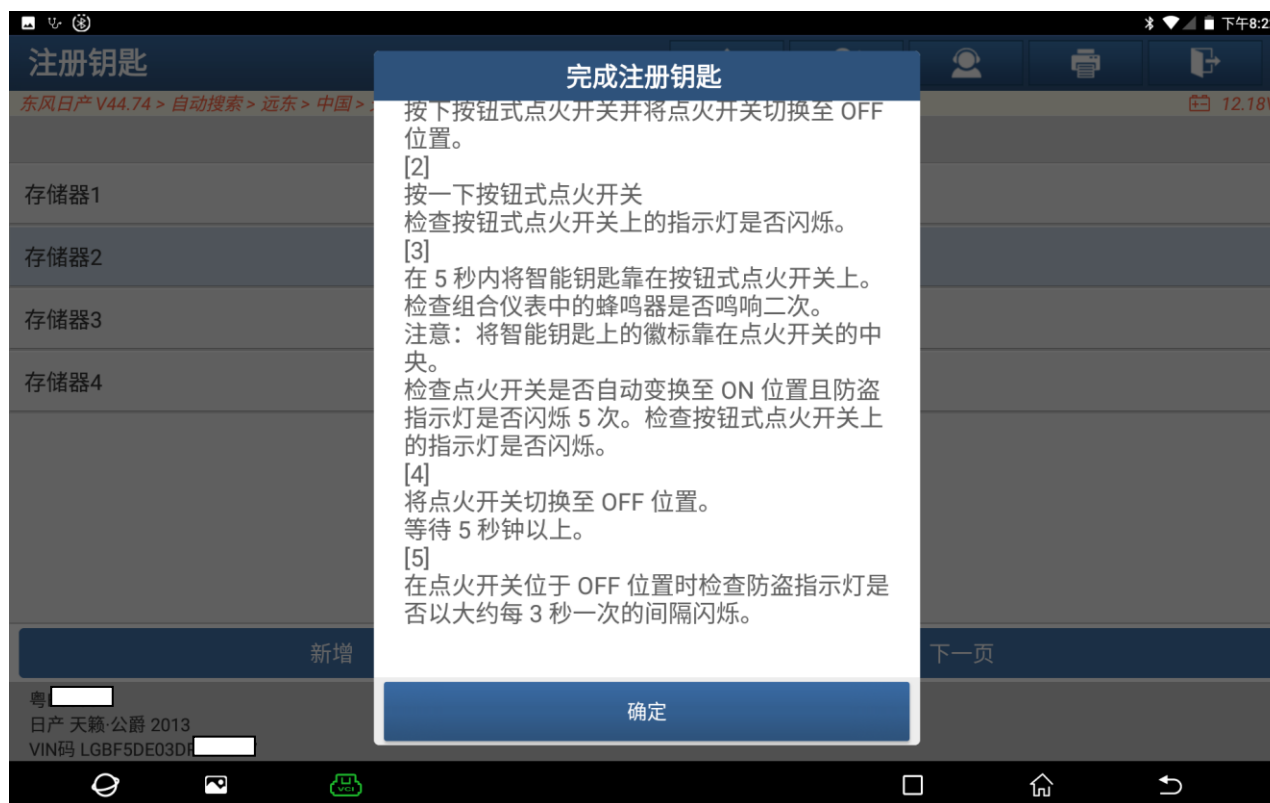 下午8:2
注册钥匙
完成注册钥匙
东风日产 V44.74 > 自动搜索 > 远东 > 中国 >
12.18V
按下按钮式点火开关并将点火开关切换至 OFF
位置。
[2]
按一下按钮式点火开关
检查按钮式点火开关上的指示灯是否闪烁。
[3]
在 5 秒内将智能钥匙靠在按钮式点火开关上。
检查组合仪表中的蜂鸣器是否鸣响二次。
注意：将智能钥匙上的徽标靠在点火开关的中
央。
检查点火开关是否自动变换至 ON 位置且防盗
指示灯是否闪烁 5 次。检查按钮式点火开关上
的指示灯是否闪烁。
[4]
将点火开关切换至 OFF 位置。
等待 5 秒钟以上。
[5]
在点火开关位于 OFF 位置时检查防盗指示灯是
否以大约每 3 秒一次的间隔闪烁。
确定
存储器1
存储器2
存储器3
存储器4
新增
下一页
粤
日产 天籁·公爵 2013
VIN码 LGBF5DE03D
VCI